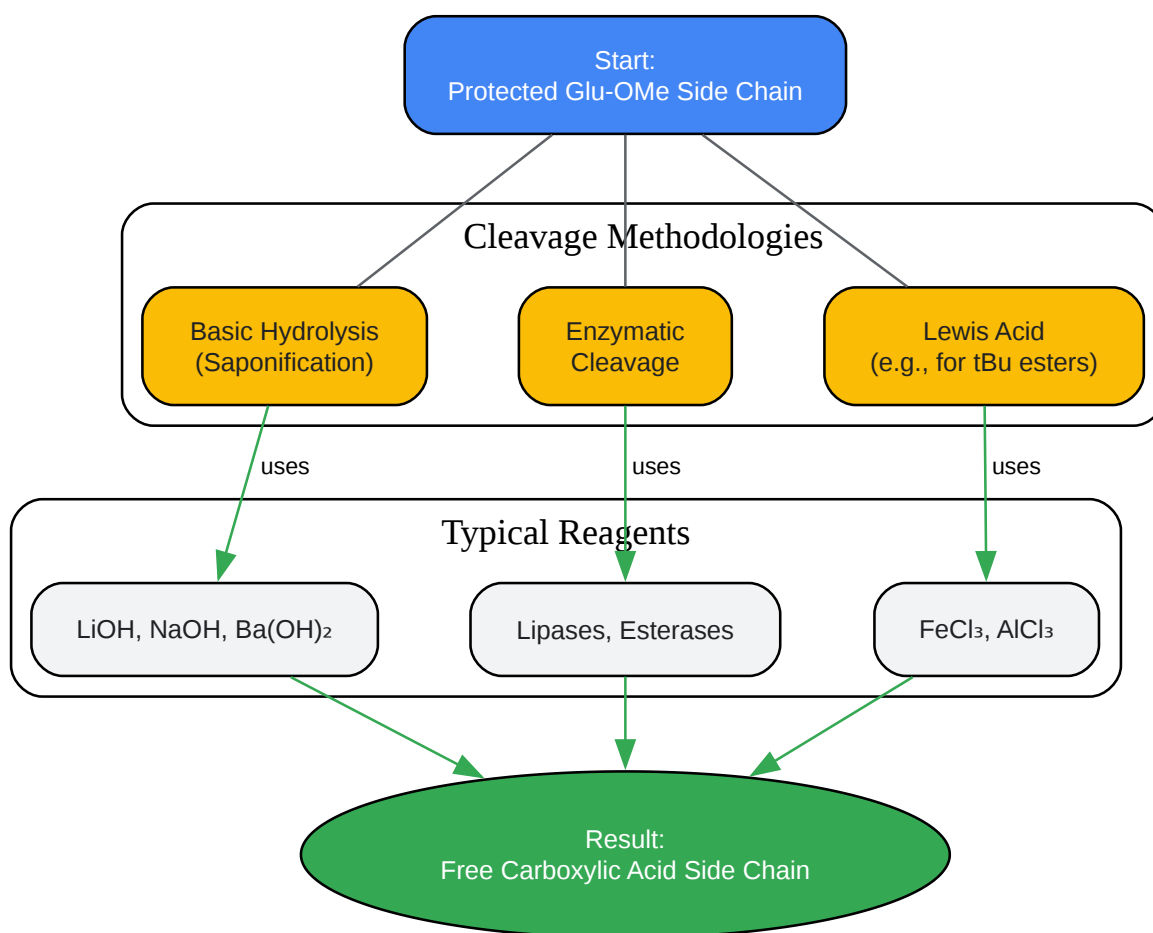 Start:
Protected Glu-OMe Side Chain
Cleavage Methodologies
Basic Hydrolysis
(Saponification)
Enzymatic
Cleavage
Lewis Acid
(e.g., for tBu esters)
uses
uses
uses
Typical Reagents
LiOH, NaOH, Ba(OH)₂
Lipases, Esterases
FeCl₃, AlCl₃
Result:
Free Carboxylic Acid Side Chain